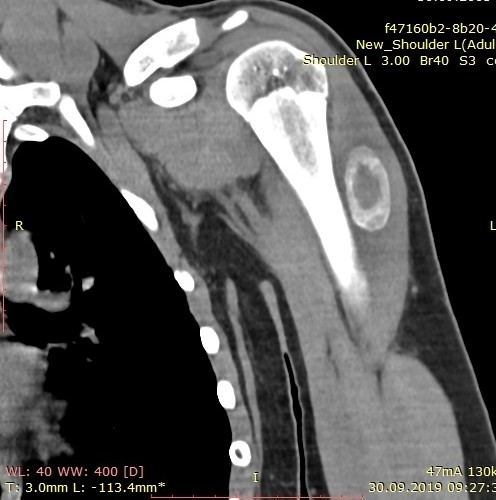 f47160b2-8b20-4
New_Shoulder L(Adul
Shoulder L 3.00 Br40 S3 co
R
L
WL: 40 WW: 400 [D]
T: 3.0mm L: -113.4mm*
I
47mA 130k
30.09.2019 09:27:3